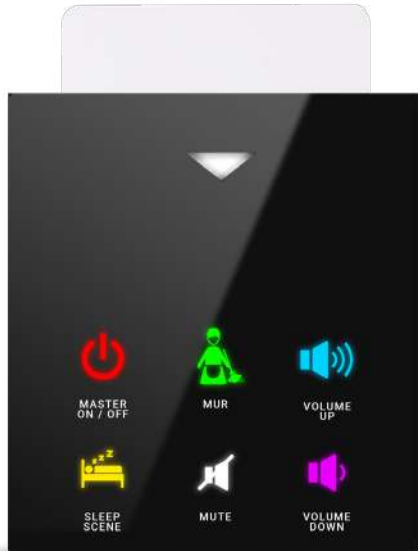 MASTER
ON / OFF
MUR
VOLUME
UP
SLEEP
SCENE
MUTE
VOLUME
DOWN